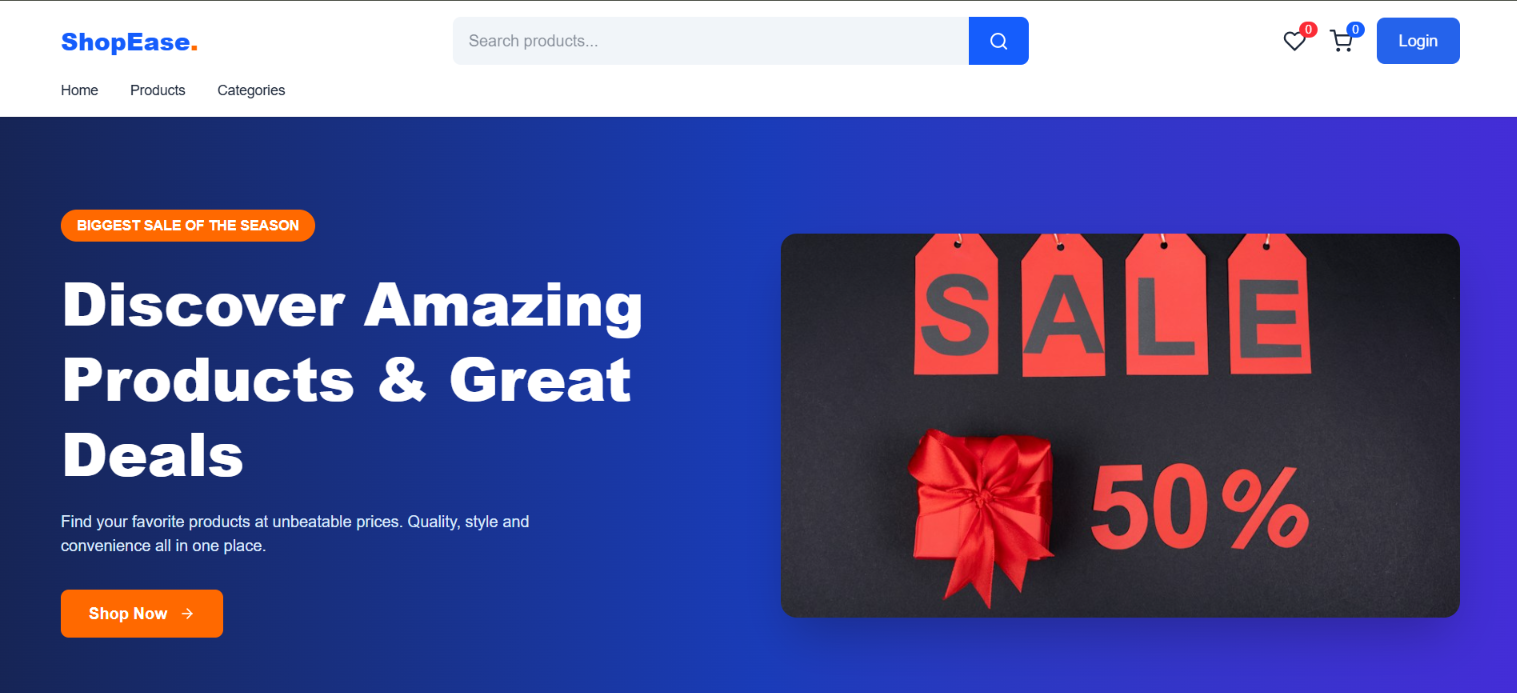 ShopEase.
Search products...
0
0
Login
Home
Products
Categories
BIGGEST SALE OF THE SEASON
Discover Amazing
Products & Great
Deals
Find your favorite products at unbeatable prices. Quality, style and
convenience all in one place.
Shop Now
SALE
50%